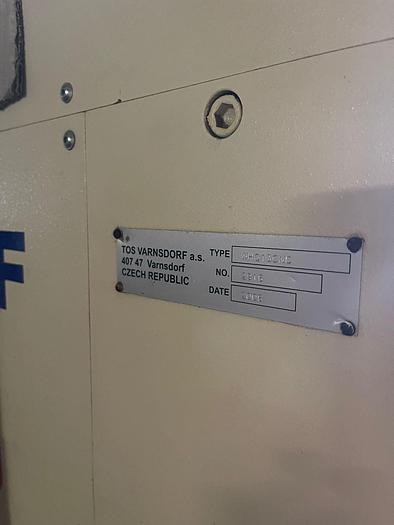 TOS VARNSDORF a.s.
407 47 Varnsdorf
CZECH REPUBLIC
TYPE
NO.
DATE
F